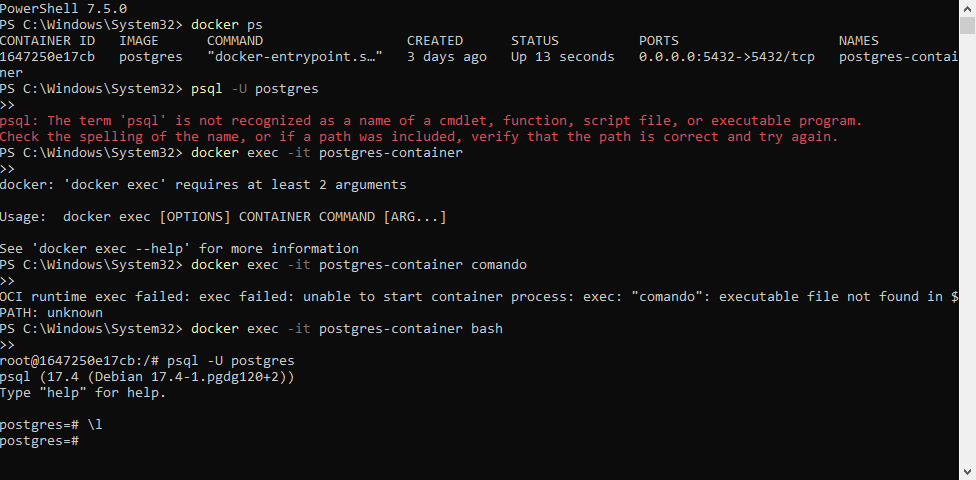 PowerShell 7.5.0
PS C:\Windows\System32> docker ps
CONTAINER ID   IMAGE      COMMAND                  CREATED      STATUS          PORTS                    NAMES
1647250e17cb   postgres   "docker-entrypoint.s…"   3 days ago   Up 13 seconds   0.0.0.0:5432->5432/tcp   postgres-contai
ner
PS C:\Windows\System32> psql -U postgres
>>
psql: The term 'psql' is not recognized as a name of a cmdlet, function, script file, or executable program.
Check the spelling of the name, or if a path was included, verify that the path is correct and try again.
PS C:\Windows\System32> docker exec -it postgres-container
>>
docker: 'docker exec' requires at least 2 arguments
Usage:  docker exec [OPTIONS] CONTAINER COMMAND [ARG...]
See 'docker exec --help' for more information
PS C:\Windows\System32> docker exec -it postgres-container comando
>>
OCI runtime exec failed: exec failed: unable to start container process: exec: "comando": executable file not found in $
PATH: unknown
PS C:\Windows\System32> docker exec -it postgres-container bash
>>
root@1647250e17cb:/# psql -U postgres
psql (17.4 (Debian 17.4-1.pgdg120+2))
Type "help" for help.
postgres=# \l
postgres=#